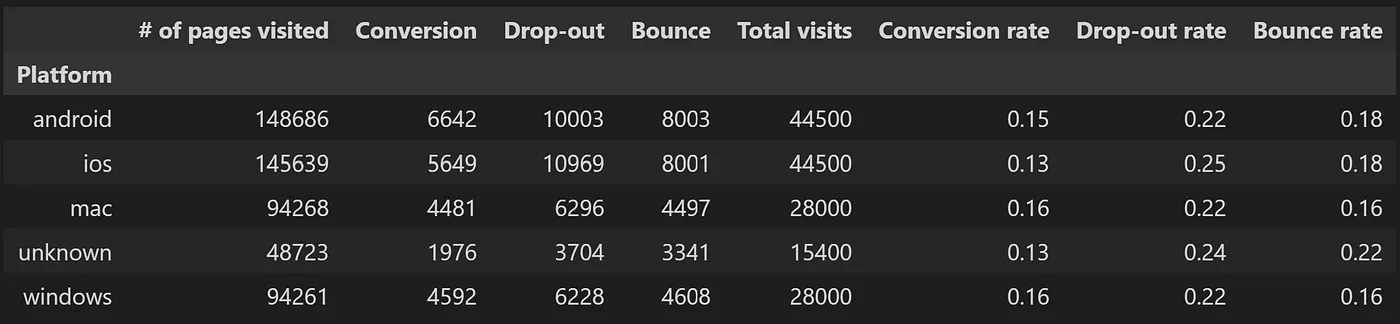 # of pages visited Conversion Drop-out Bounce Total visits Conversion rate Drop-out rate Bounce rate
Platform
android 148686 6642 10003 8003 44500 0.15 0.22 0.18
ios 145639 5649 10969 8001 44500 0.13 0.25 0.18
mac 94268 4481 6296 4497 28000 0.16 0.22 0.16
unknown 48723 1976 3704 3341 15400 0.13 0.24 0.22
windows 94261 4592 6228 4608 28000 0.16 0.22 0.16